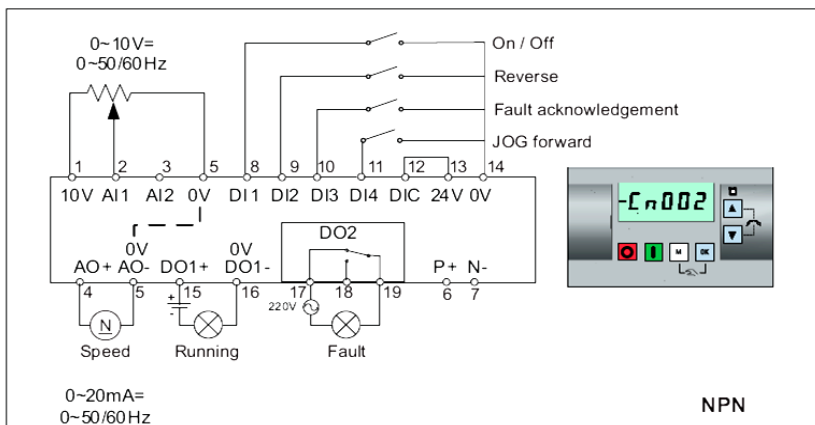 0~10V=
0~50/60Hz
On / Off
Reverse
Fault acknowledgement
JOG forward
1 2 3 5 8 9 10 11 12 13 14
10V AI1 AI2 0V DI1 DI2 DI3 DI4 DIC 24V 0V
-Cn002
M OK
0V 0V DO2
AO+ AO- DO1+ DO1- P+ N-
4 5 15 16 17 18 19 6 7
+
-
220V
N
Speed Running Fault
0~20mA=
0~50/60Hz
NPN